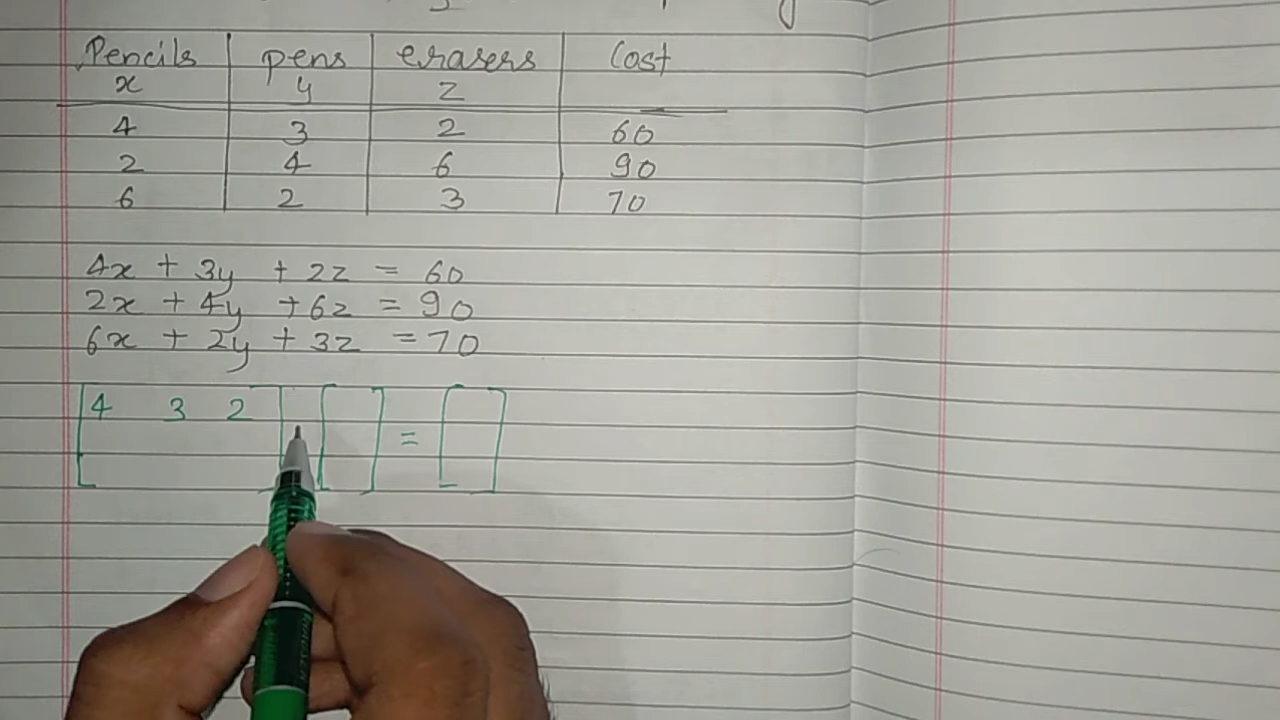 Pencils pens erasers Cost
x y z
4 3 2 60
2 4 6 90
6 2 3 70
4x + 3y + 2z = 60
2x + 4y + 6z = 90
6x + 2y + 3z = 70
4 3 2 =